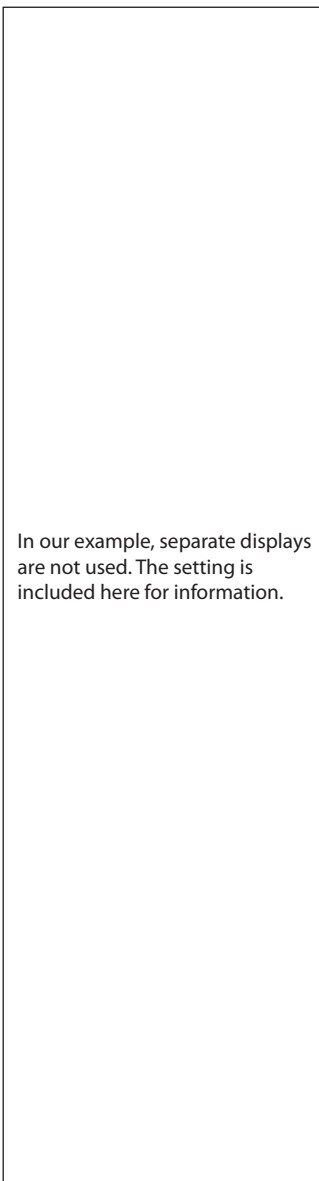 In our example, separate displays
are not used. The setting is
included here for information.